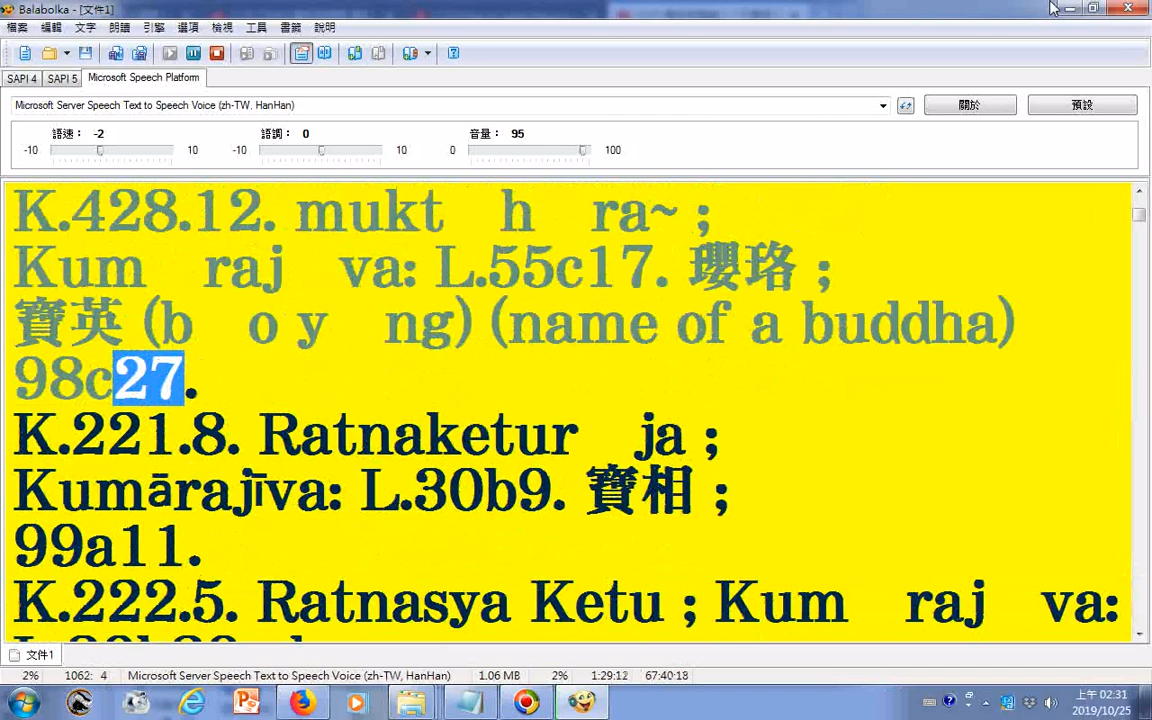 Balabolka - [文件1]
檔案 編輯 文字 朗讀 引擎 選項 檢視 工具 書籤 說明
SAPI 4 SAPI 5 Microsoft Speech Platform
Microsoft Server Speech Text to Speech Voice (zh-TW, HanHan) 關於 預設
語速： -2 語調： 0 音量： 95
-10 10 -10 10 0 100
K.428.12. mukt h ra~ ;
Kum raj va: L.55c17. 瓔珞 ;
寶英 (b o y ng) (name of a buddha)
98c27.
K.221.8. Ratnaketur ja ;
Kumārajīva: L.30b9. 寶相 ;
99a11.
K.222.5. Ratnasya Ketu ; Kum raj va:
文件1
2% 1062: 4 Microsoft Server Speech Text to Speech Voice (zh-TW, HanHan) 1.06 MB 2% 1:29:12 67:40:18
上午 02:31
2019/10/25